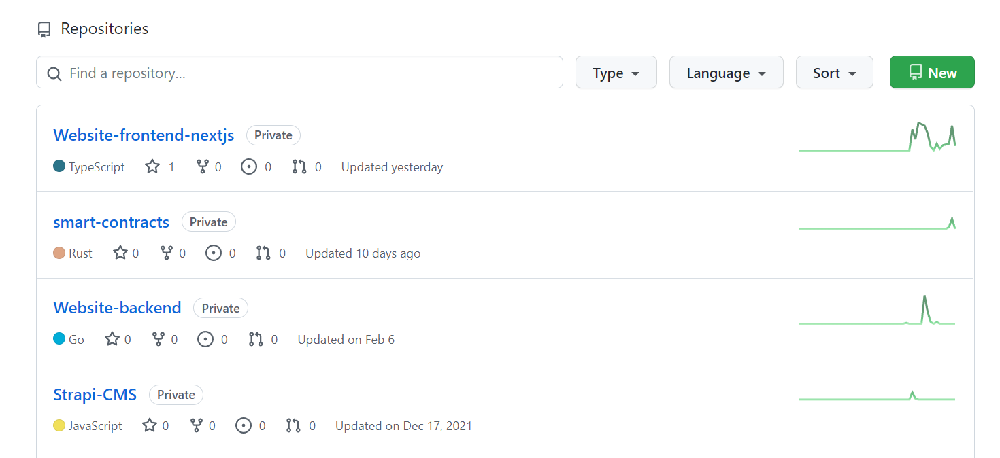 Repositories
Find a repository... Type Language Sort New
Website-frontend-nextjs Private
TypeScript 1 0 0 0 Updated yesterday
smart-contracts Private
Rust 0 0 0 0 Updated 10 days ago
Website-backend Private
Go 0 0 0 0 Updated on Feb 6
Strapi-CMS Private
JavaScript 0 0 0 0 Updated on Dec 17, 2021